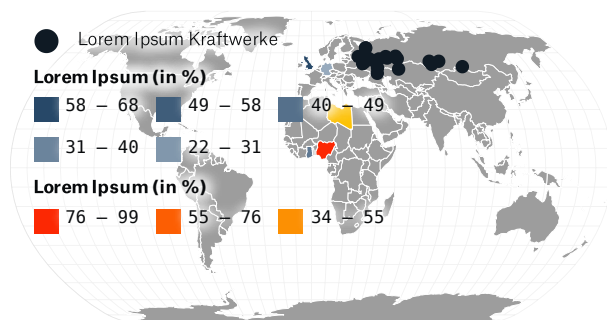 Lorem Ipsum Kraftwerke
Lorem Ipsum (in %)
58 – 68 49 – 58 40 – 49
31 – 40 22 – 31
Lorem Ipsum (in %)
76 – 99 55 – 76 34 – 55